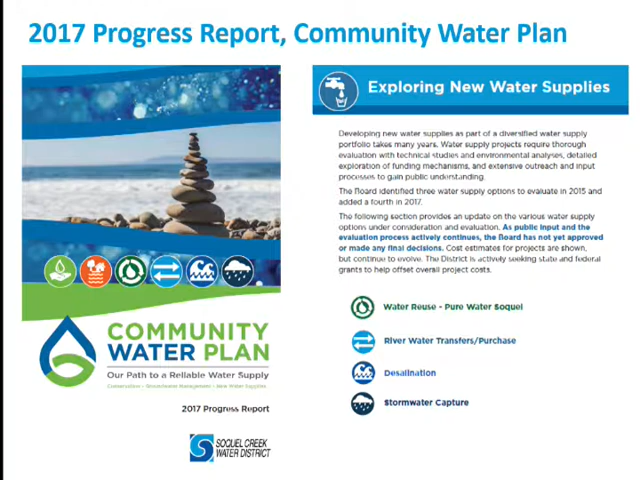 2017 Progress Report, Community Water Plan
COMMUNITY
WATER PLAN
Our Path to a Reliable Water Supply
Conservation • Groundwater Management • New Water Supplies
2017 Progress Report
SOQUEL CREEK
WATER DISTRICT
Exploring New Water Supplies
Developing new water supplies as part of a diversified water supply
portfolio takes many years. Water supply projects require thorough
evaluation with technical studies and environmental analyses, detailed
exploration of funding mechanisms, and extensive outreach and input
processes to gain public understanding.
The Board identified three water supply options to evaluate in 2015 and
added a fourth in 2017.
The following section provides an update on the various water supply
options under consideration and evaluation. As public input and the
evaluation process actively continues, the Board has not yet approved
or made any final decisions. Cost estimates for projects are shown,
but continue to evolve. The District is actively seeking state and federal
grants to help offset overall project costs.
Water Reuse - Pure Water Soquel
River Water Transfers/Purchase
Desalination
Stormwater Capture